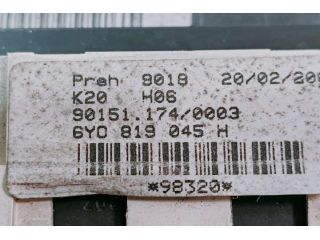 Preh 9018 20/02/20
K20 H06
90151.174/0003
6Y0 819 045 H
*98320*